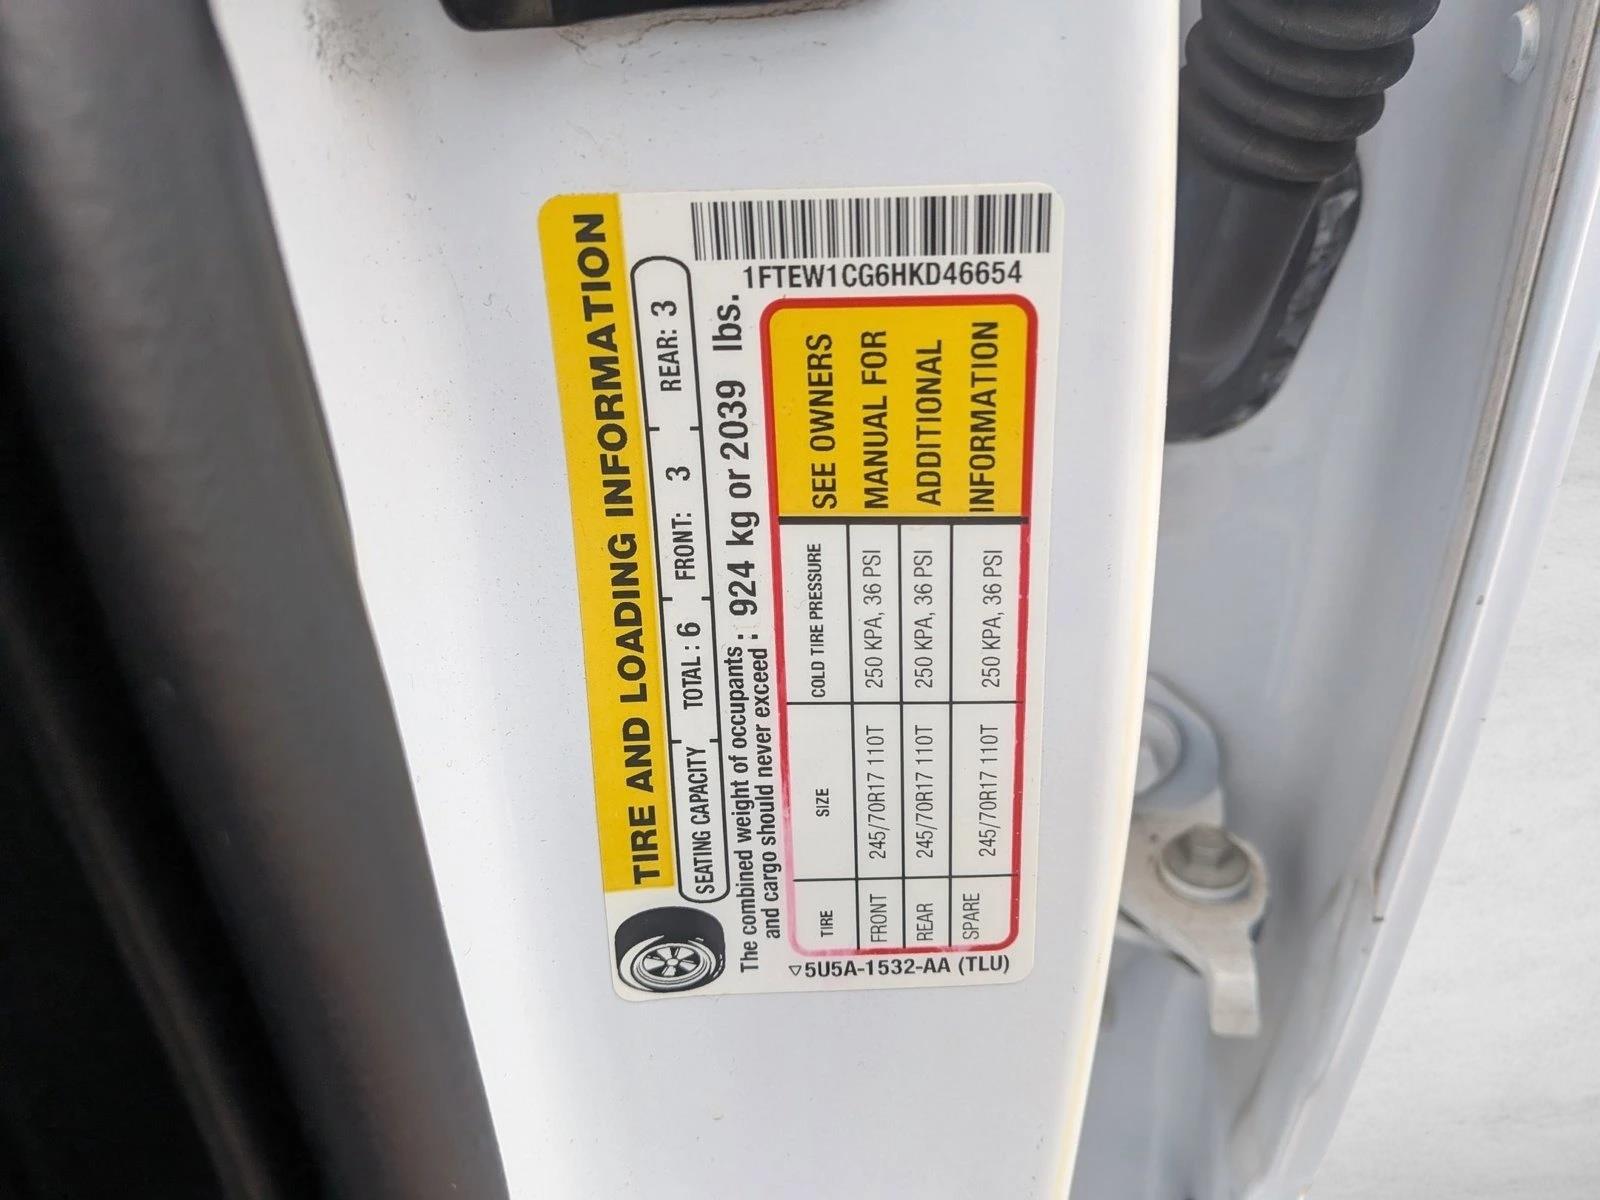 1FTEW1CG6HKD46654
TIRE AND LOADING INFORMATION
SEATING CAPACITY TOTAL : 6 FRONT: 3 REAR: 3
The combined weight of occupants
and cargo should never exceed : 924 kg or 2039 lbs.
TIRE SIZE COLD TIRE PRESSURE
FRONT 245/70R17 110T 250 KPA, 36 PSI
REAR 245/70R17 110T 250 KPA, 36 PSI
SPARE 245/70R17 110T 250 KPA, 36 PSI
SEE OWNERS
MANUAL FOR
ADDITIONAL
INFORMATION
▽5U5A-1532-AA (TLU)